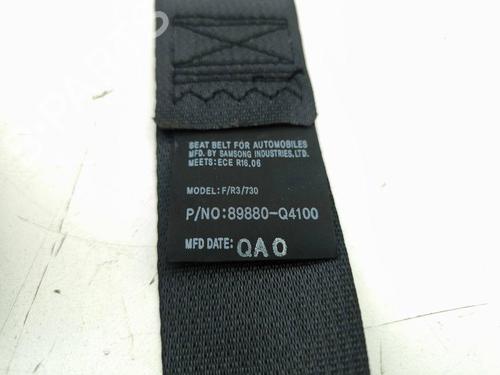 SEAT BELT FOR AUTOMOBILES
MFD. BY SAMSONG INDUSTRIES,LTD.
MEETS:ECE R16.06
MODEL: F/R3/730
P/NO:89880-Q4100
MFD DATE: QA0